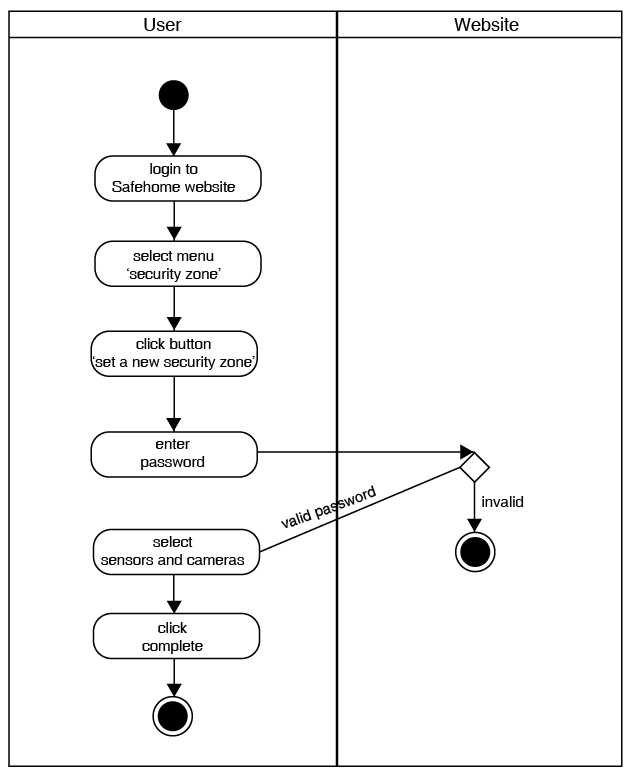 User
Website
login to
Safehome website
select menu
‘security zone’
click button
‘set a new security zone’
enter
password
invalid
valid password
select
sensors and cameras
click
complete